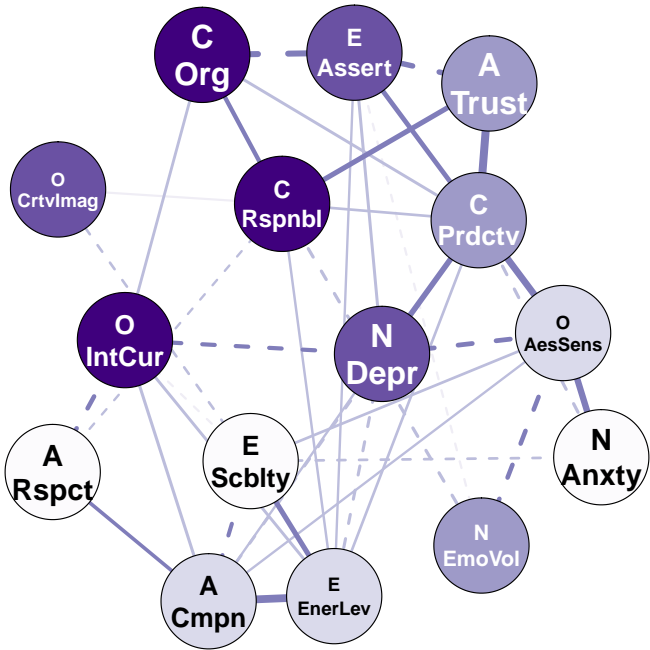 C
Org
E
Assert
A
Trust
O
CrtvImag
C
Rspnbl
C
Prdctv
O
IntCur
N
Depr
O
AesSens
A
Rspct
E
Scblty
N
Anxty
N
EmoVol
A
Cmpn
E
EnerLev